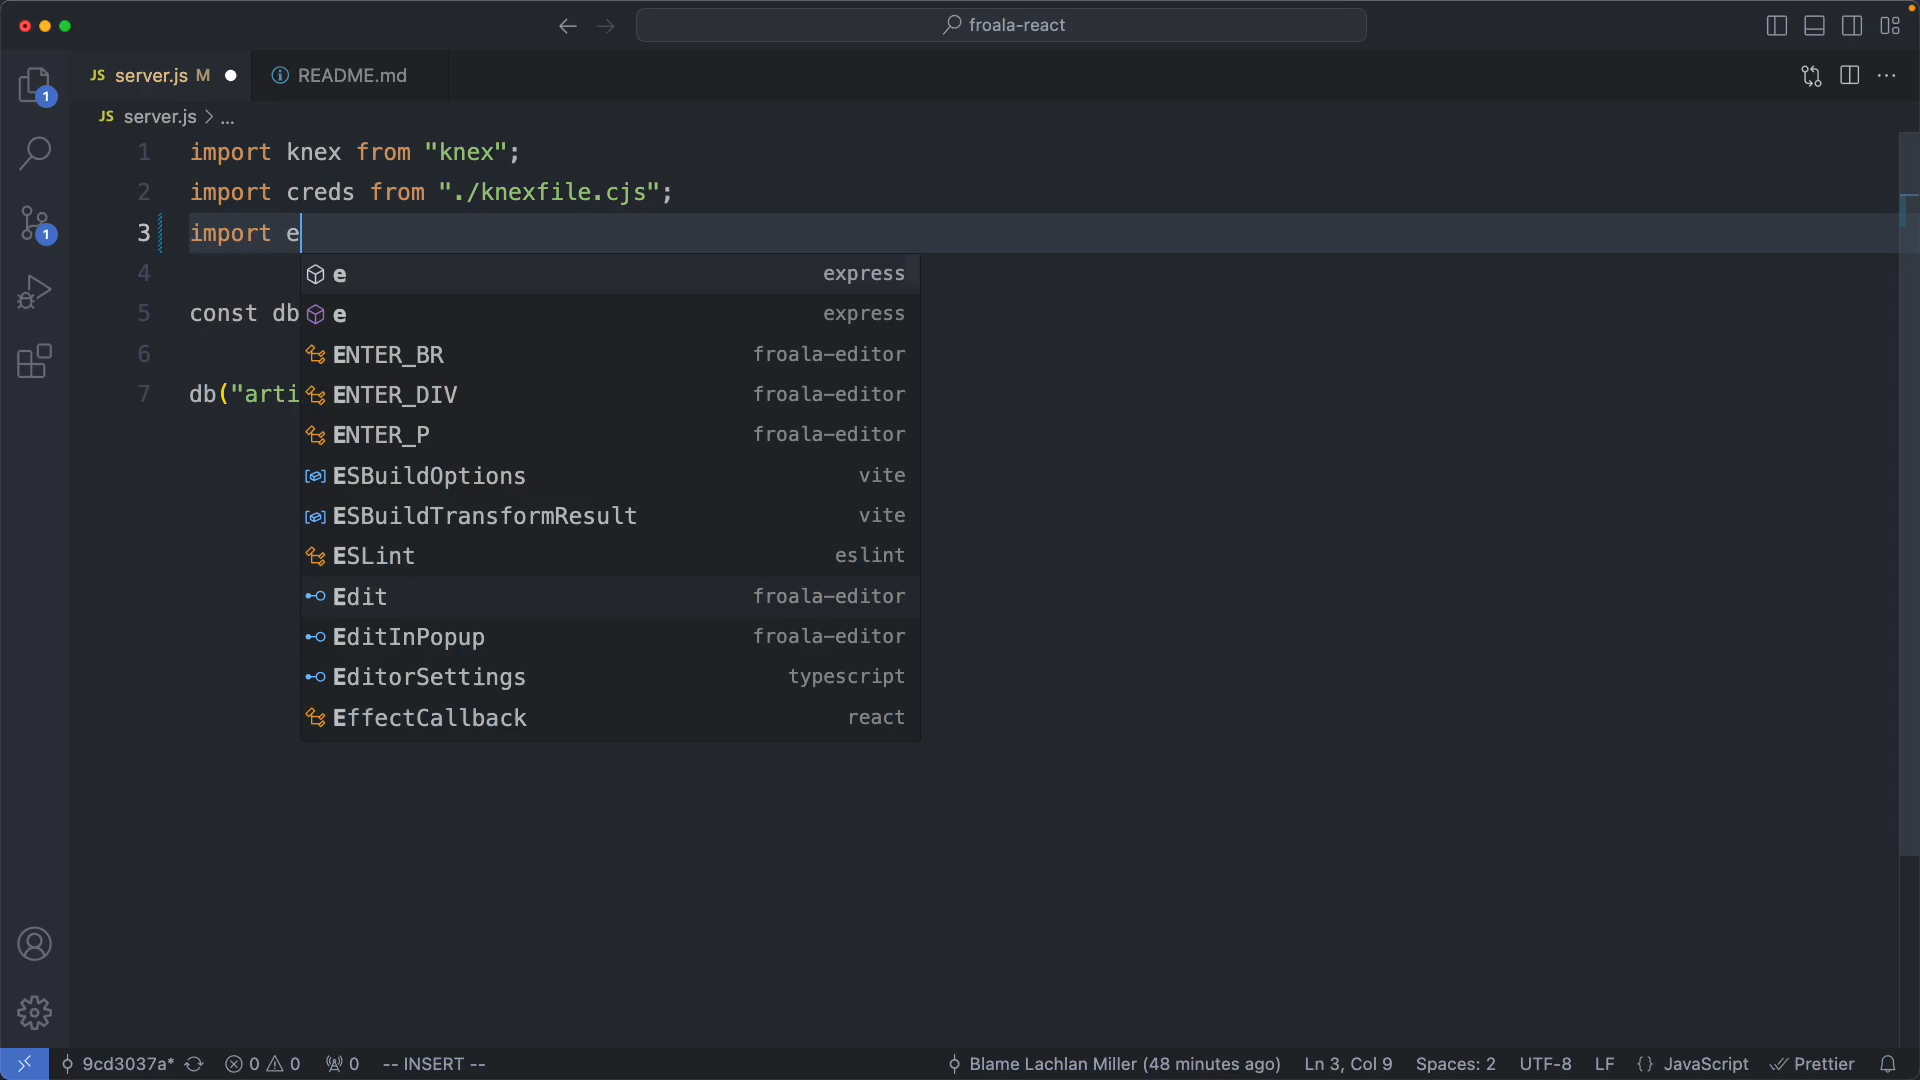 froala-react
JS server.js M
README.md
JS server.js > ...
1 import knex from "knex";
2 import creds from "./knexfile.cjs";
3 import e
4
5 const db
6
7 db("arti
e express
e express
ENTER_BR froala-editor
ENTER_DIV froala-editor
ENTER_P froala-editor
ESBuildOptions vite
ESBuildTransformResult vite
ESLint eslint
Edit froala-editor
EditInPopup froala-editor
EditorSettings typescript
EffectCallback react
1
1
9cd3037a* 0 0 0 -- INSERT -- Blame Lachlan Miller (48 minutes ago) Ln 3, Col 9 Spaces: 2 UTF-8 LF {} JavaScript Prettier